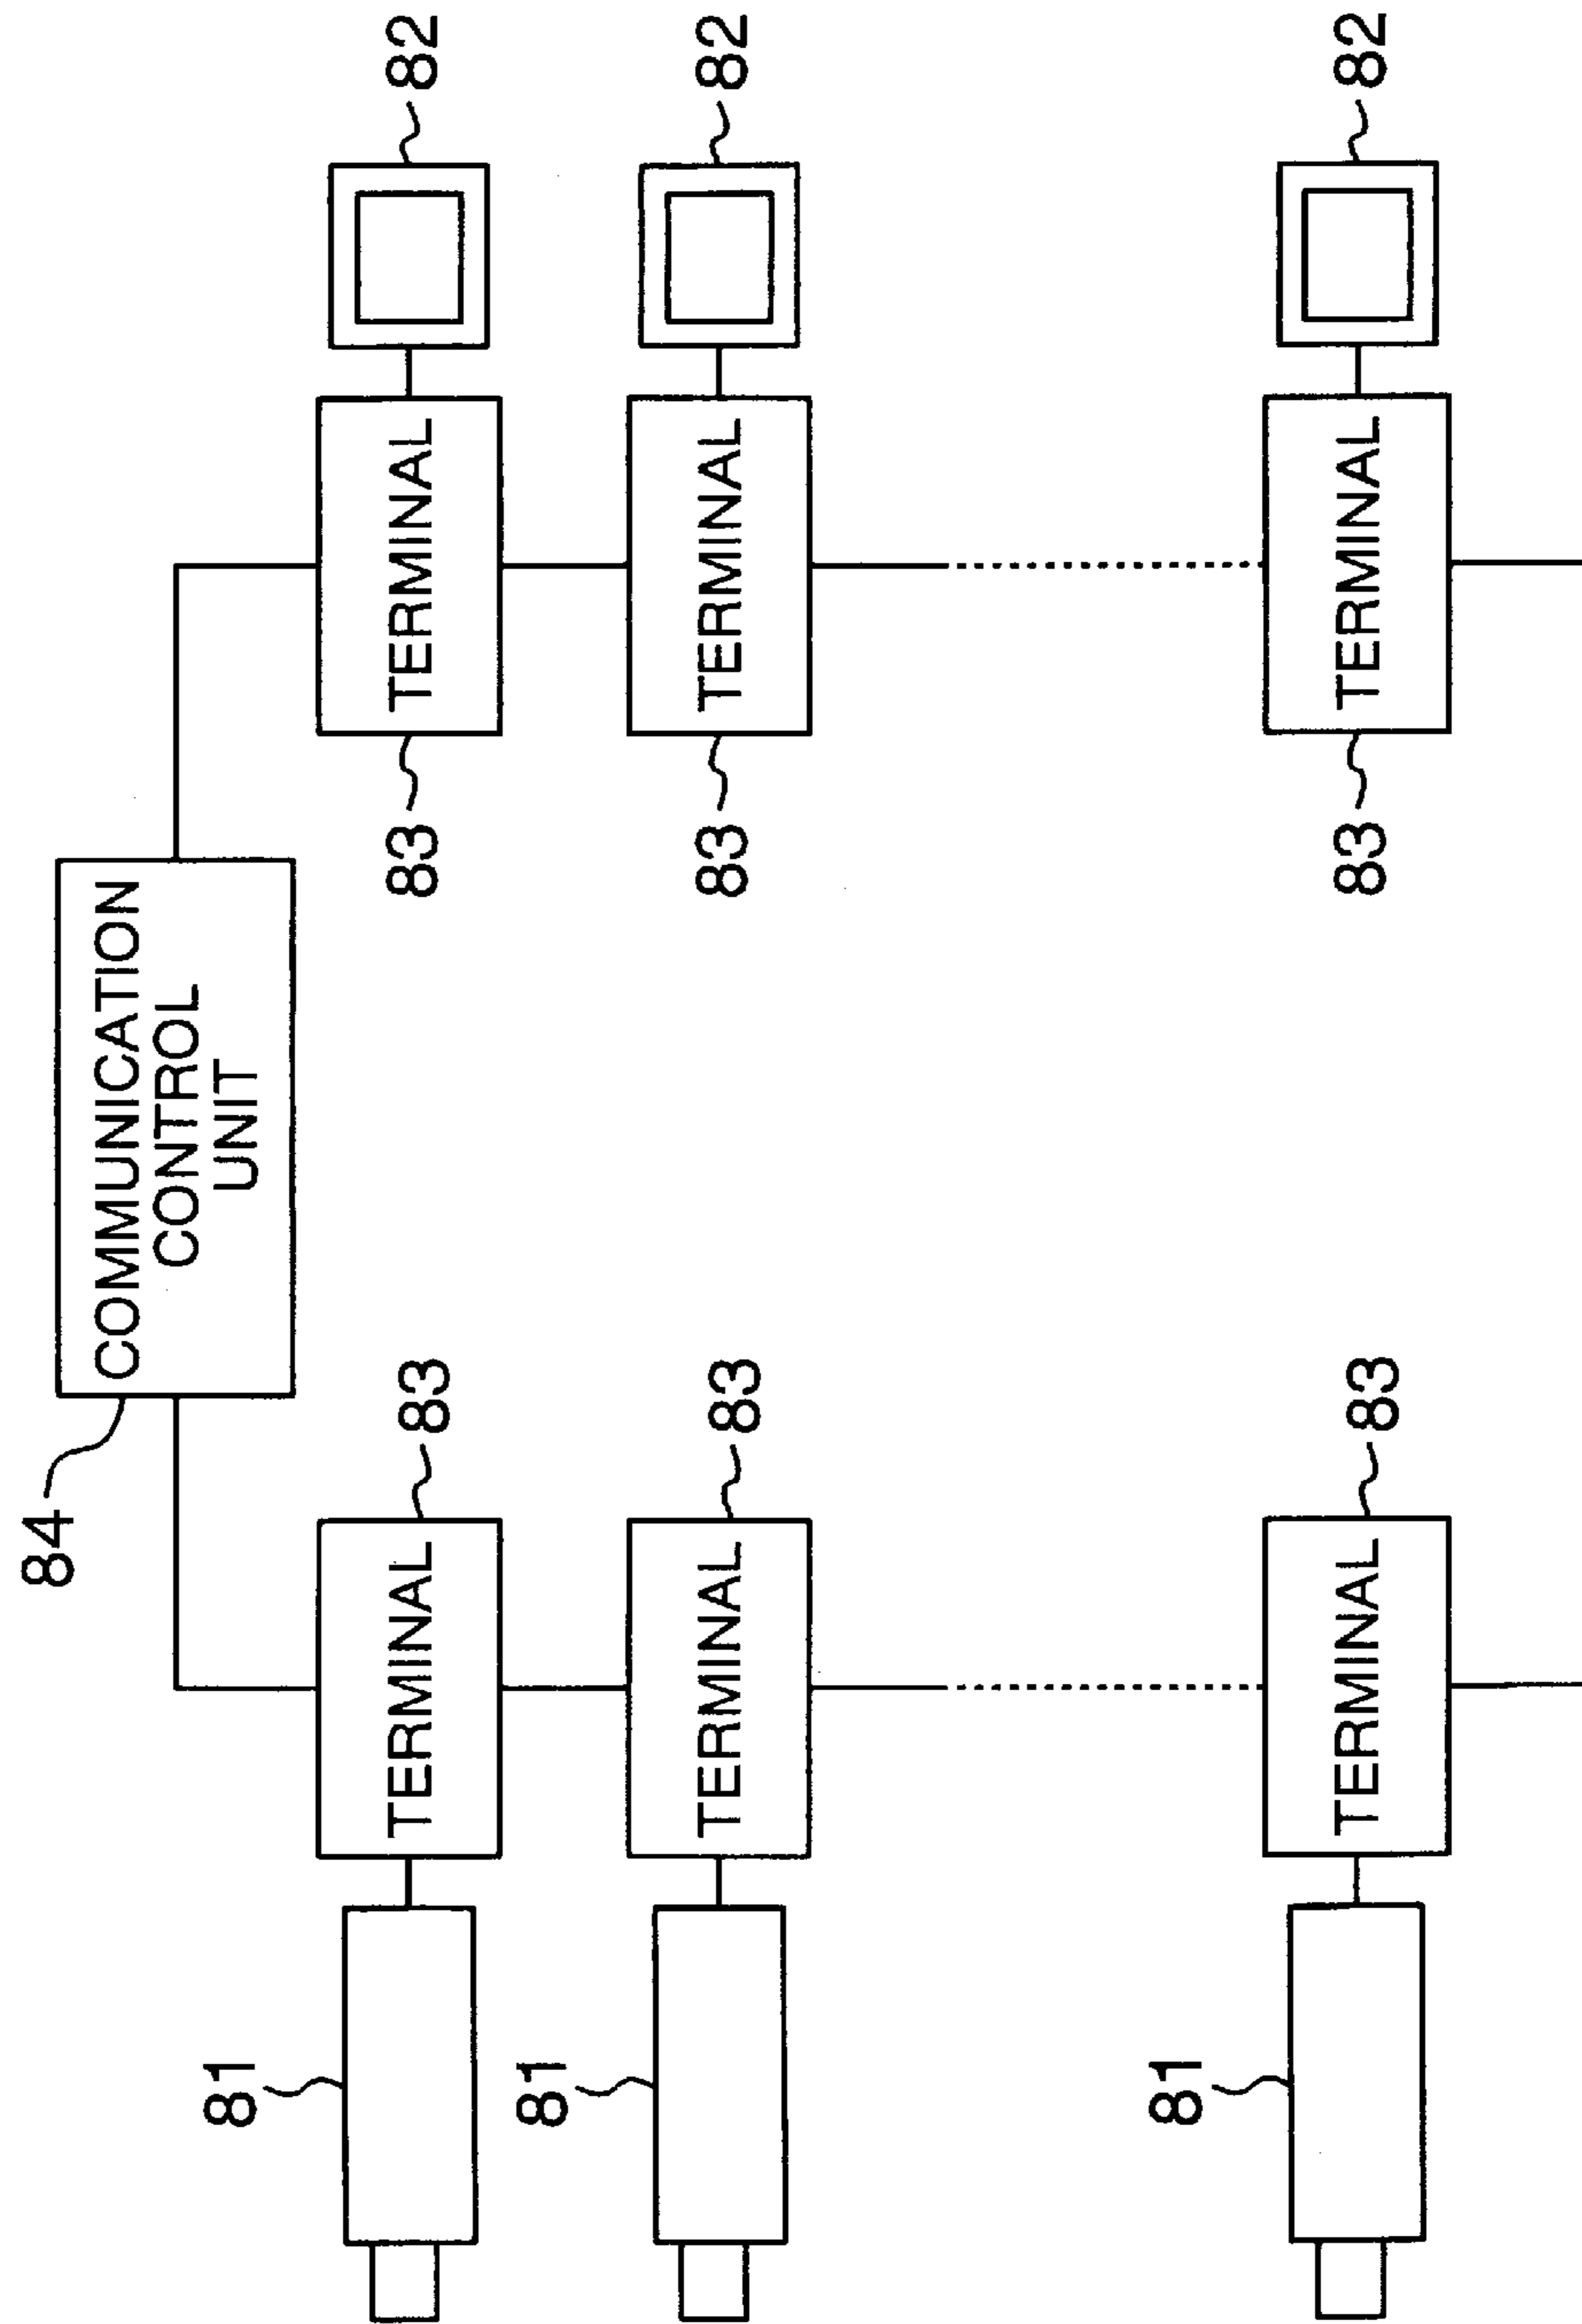 84
COMMUNICATION
CONTROL
UNIT
81
TERMINAL
83
83
TERMINAL
82
81
TERMINAL
83
83
TERMINAL
82
81
TERMINAL
83
83
TERMINAL
82